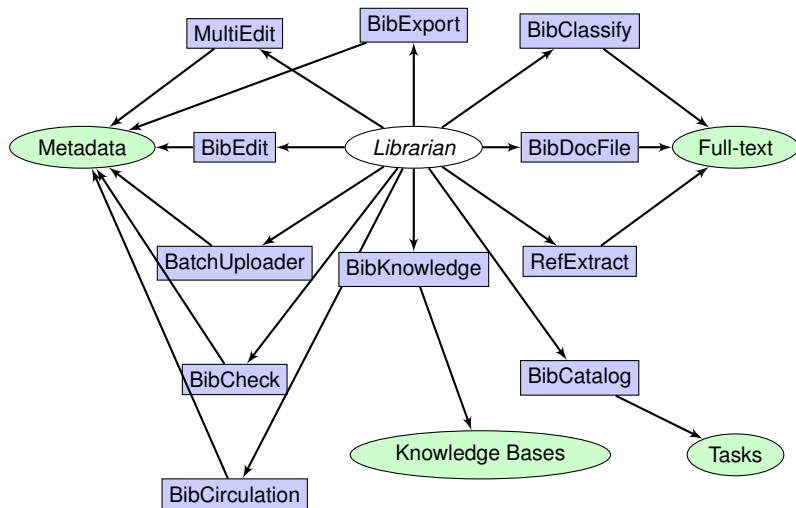 MultiEdit
BibExport
BibClassify
Metadata
BibEdit
Librarian
BibDocFile
Full-text
BatchUploader
BibKnowledge
RefExtract
BibCheck
BibCatalog
Knowledge Bases
Tasks
BibCirculation